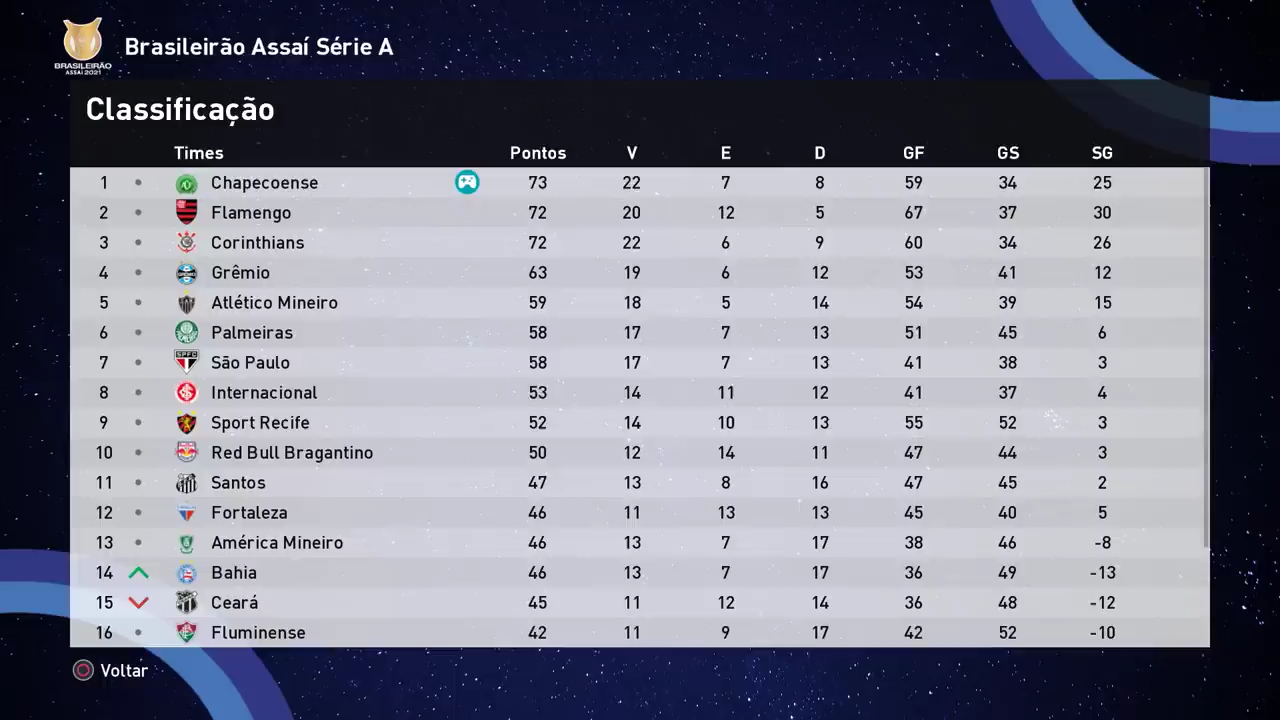 BRASILEIRÃO
ASSAÍ 2021
Brasileirão Assaí Série A
Classificação
Times Pontos V E D GF GS SG
1 Chapecoense 73 22 7 8 59 34 25
2 Flamengo 72 20 12 5 67 37 30
3 Corinthians 72 22 6 9 60 34 26
4 Grêmio 63 19 6 12 53 41 12
5 Atlético Mineiro 59 18 5 14 54 39 15
6 Palmeiras 58 17 7 13 51 45 6
7 SPFC São Paulo 58 17 7 13 41 38 3
8 Internacional 53 14 11 12 41 37 4
9 Sport Recife 52 14 10 13 55 52 3
10 Red Bull Bragantino 50 12 14 11 47 44 3
11 Santos 47 13 8 16 47 45 2
12 Fortaleza 46 11 13 13 45 40 5
13 América Mineiro 46 13 7 17 38 46 -8
14 Bahia 46 13 7 17 36 49 -13
15 Ceará 45 11 12 14 36 48 -12
16 Fluminense 42 11 9 17 42 52 -10
Voltar